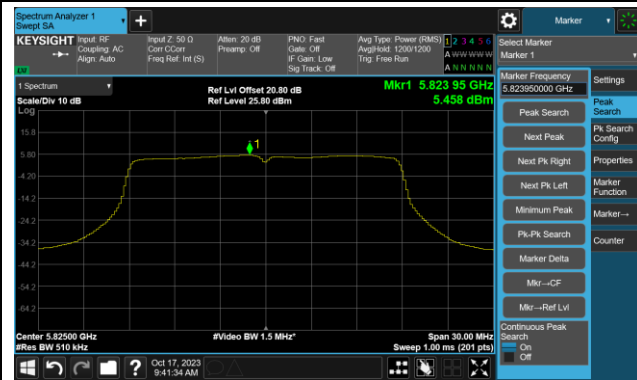 Spectrum Analyzer 1
Swept SA
Marker
KEYSIGHT Input: RF Input Z: 50 Ω Atten: 20 dB PNO: Fast Avg Type: Power (RMS) 1 2 3 4 5 6
Coupling: AC Corr CCorr Preamp: Off Gate: Off Avg|Hold: 1200/1200 A W W W W W
Align: Auto Freq Ref: Int (S) IF Gain: Low Trig: Free Run
Sig Track: Off A N N N N N
Select Marker
Marker 1
1 Spectrum
Scale/Div 10 dB
Log
Ref Lvl Offset 20.80 dB
Ref Level 25.80 dBm
Mkr1 5.823 95 GHz
5.458 dBm
1
15.8
5.80
-4.20
-14.2
-24.2
-34.2
-44.2
-54.2
-64.2
Center 5.82500 GHz #Video BW 1.5 MHz* Span 30.00 MHz
#Res BW 510 kHz Sweep 1.00 ms (201 pts)
Marker Frequency
5.823950000 GHz
Peak Search
Next Peak
Next Pk Right
Next Pk Left
Minimum Peak
Pk-Pk Search
Marker Delta
Mkr→CF
Mkr→Ref Lvl
Continuous Peak
Search
On
Off
Settings
Peak
Search
Pk Search
Config
Properties
Marker
Function
Marker→
Counter
Oct 17, 2023
9:41:34 AM